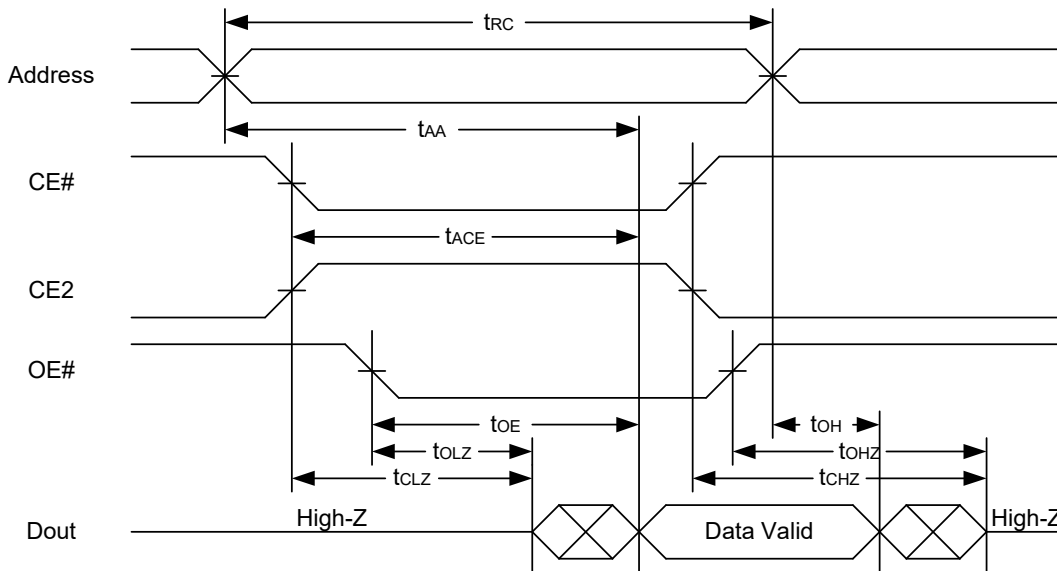 tRC
Address
tAA
CE#
tACE
CE2
OE#
tOE
tOH
tOLZ
tOHZ
tCLZ
tCHZ
Dout
High-Z
Data Valid
High-Z